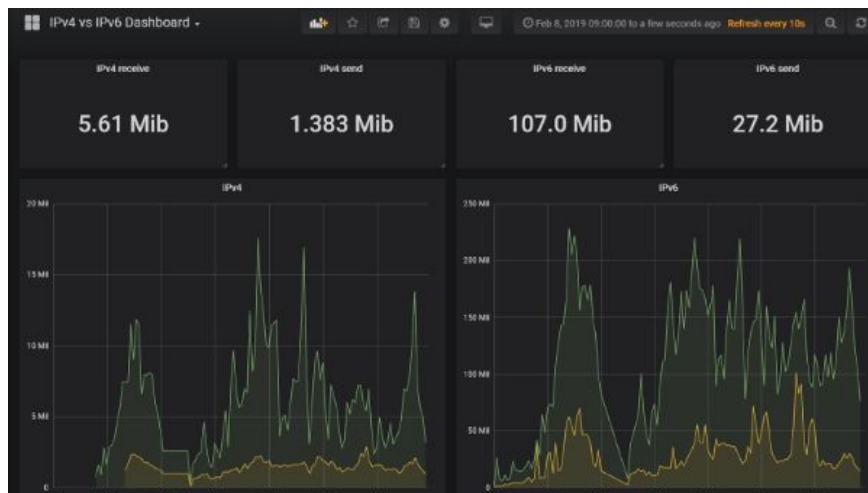 IPv4 vs IPv6 Dashboard
Feb 8, 2019 09:00:00 to a few seconds ago Refresh every 10s
IPv4 receive
IPv4 send
IPv6 receive
IPv6 send
5.61 Mib
1.383 Mib
107.0 Mib
27.2 Mib
IPv4
20 Mil
15 Mil
10 Mil
5 Mil
0
IPv6
250 Mil
200 Mil
150 Mil
100 Mil
50 Mil
0